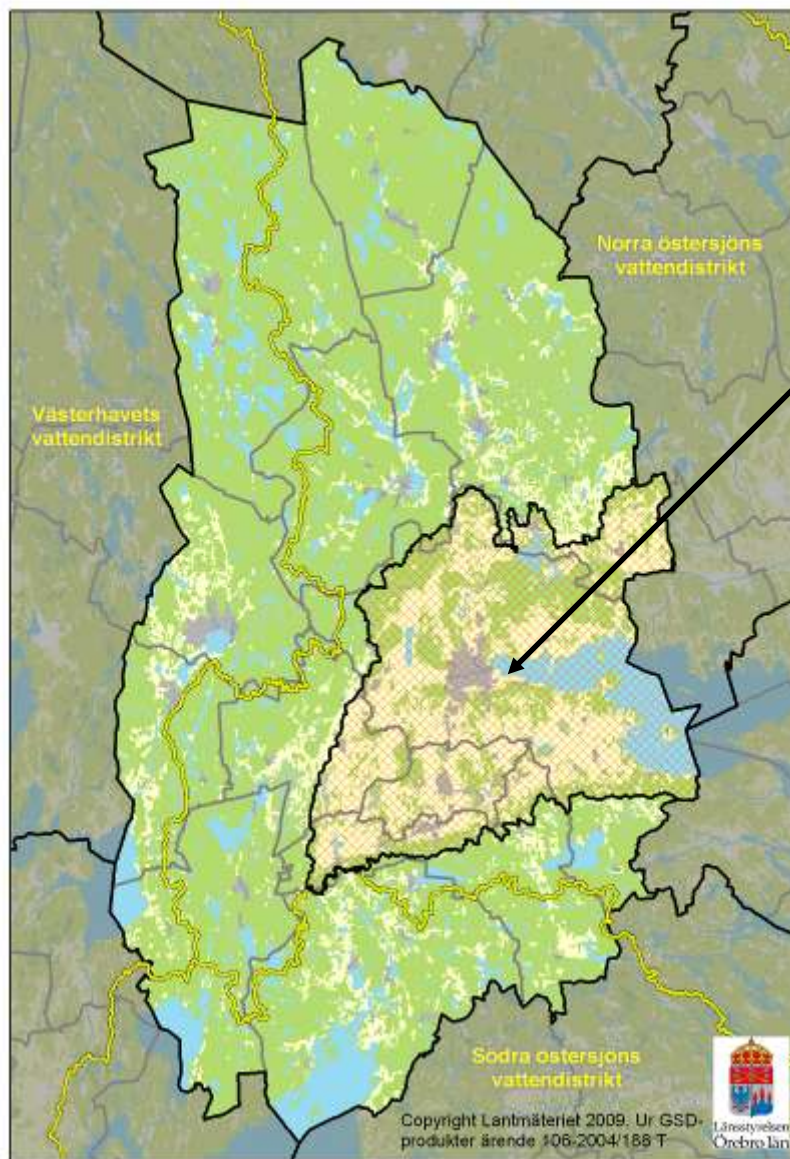 Norra östersjöns
vattendistrikt
Västerhavets
vattendistrikt
Södra östersjöns
vattendistrikt
Copyright Lantmäteriet 2009. Ur GSD-
produkter ärende 106-2004/188 T
Länsstyrelsen
Örebro län